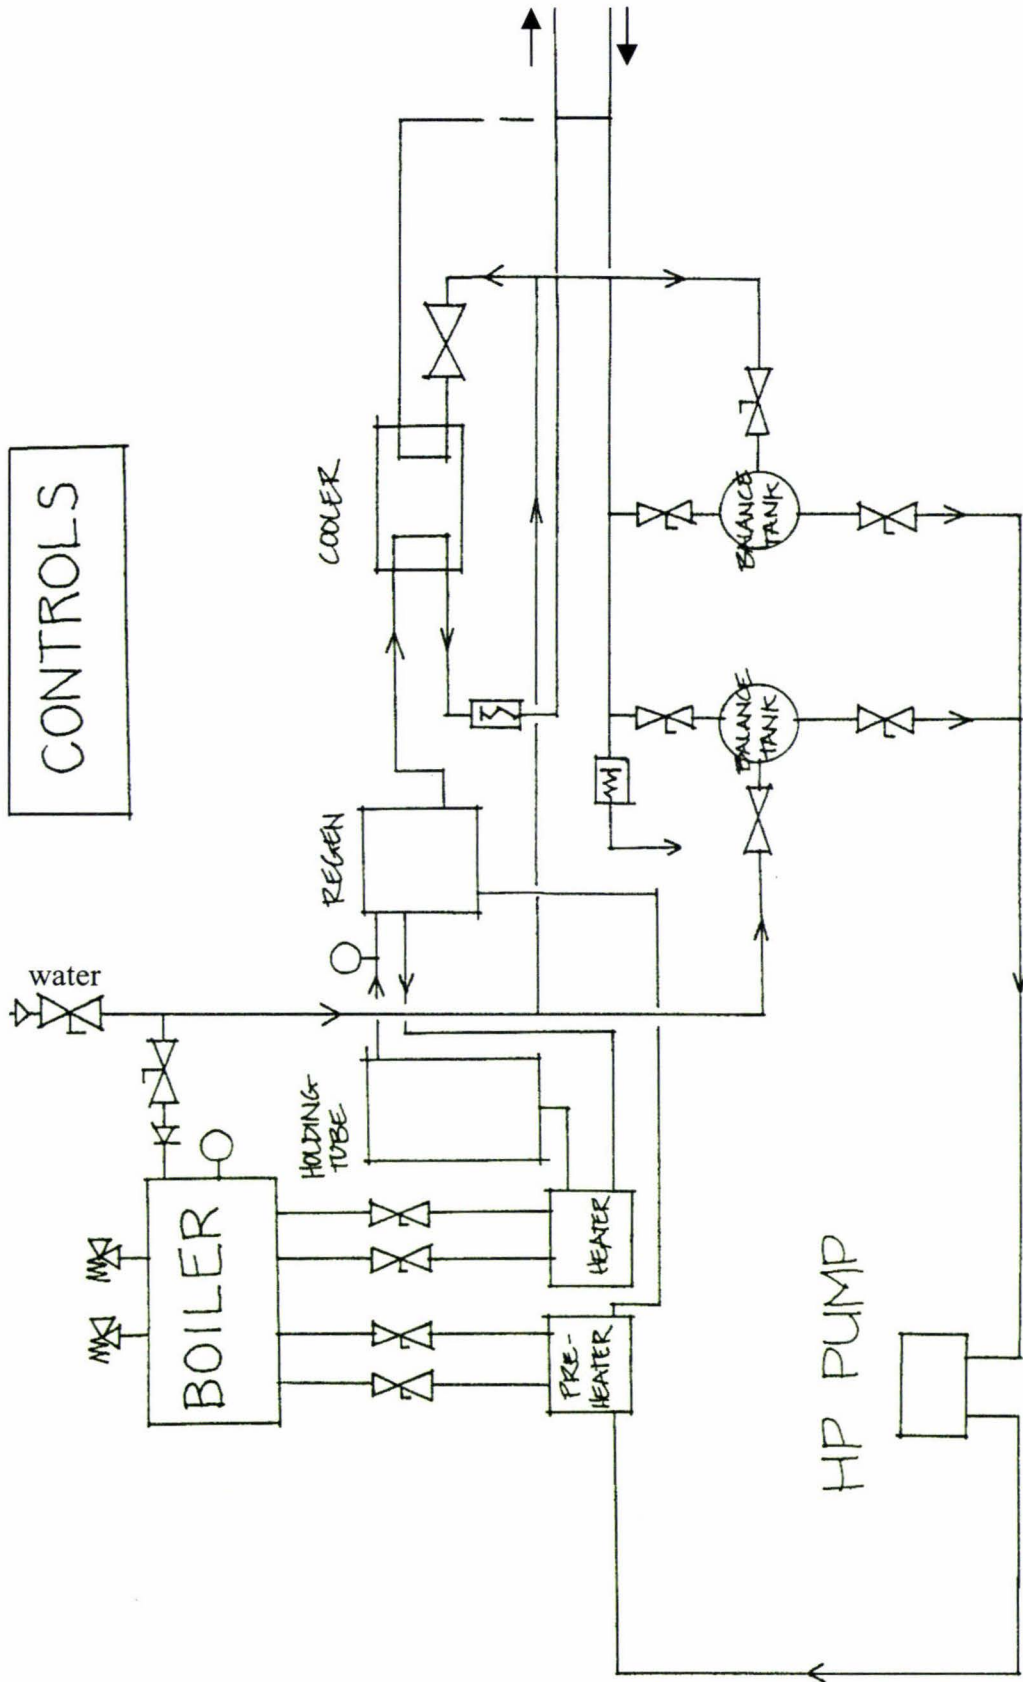 CONTROLS
COOLER
BALANCE
TANK
BALANCE
TANK
REGEN
water
HOLDING
TUBE
BOILER
HEATER
PRE-
HEATER
HP PUMP